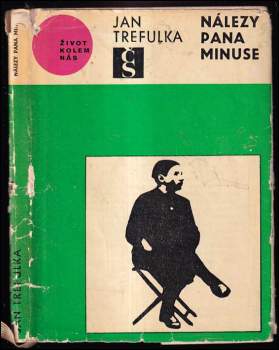 NÁLEZY PANA MI
JAN TREFULKA
ŽIVOT
KOLEM
NÁS
JAN
TREFULKA
ČS
NÁLEZY
PANA
MINUSE